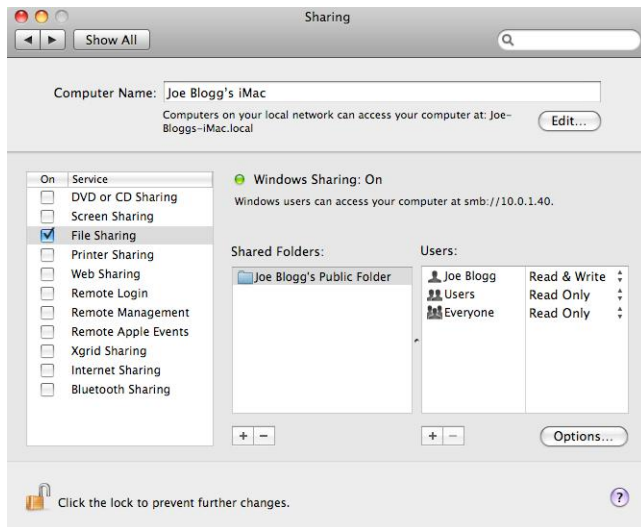 Sharing
Show All
Computer Name: Joe Blogg's iMac
Computers on your local network can access your computer at: Joe-
Bloggs-iMac.local
Edit...
On Service
DVD or CD Sharing
Screen Sharing
File Sharing
Printer Sharing
Web Sharing
Remote Login
Remote Management
Remote Apple Events
Xgrid Sharing
Internet Sharing
Bluetooth Sharing
Windows Sharing: On
Windows users can access your computer at smb://10.0.1.40.
Shared Folders:
Joe Blogg's Public Folder
Users:
Joe Blogg Read & Write
Users Read Only
Everyone Read Only
+ −
+ −
Options...
Click the lock to prevent further changes.
?